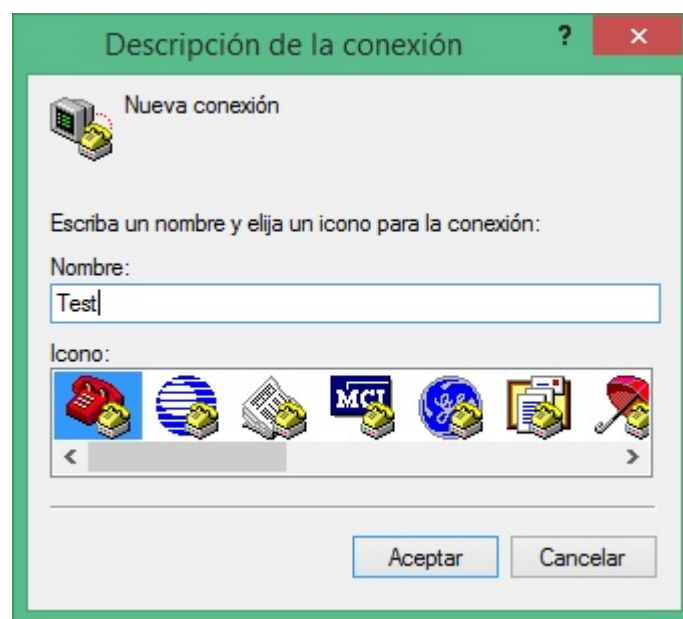 Descripción de la conexión
?
Nueva conexión
Escriba un nombre y elija un icono para la conexión:
Nombre:
Test
Icono:
MCI
Aceptar
Cancelar